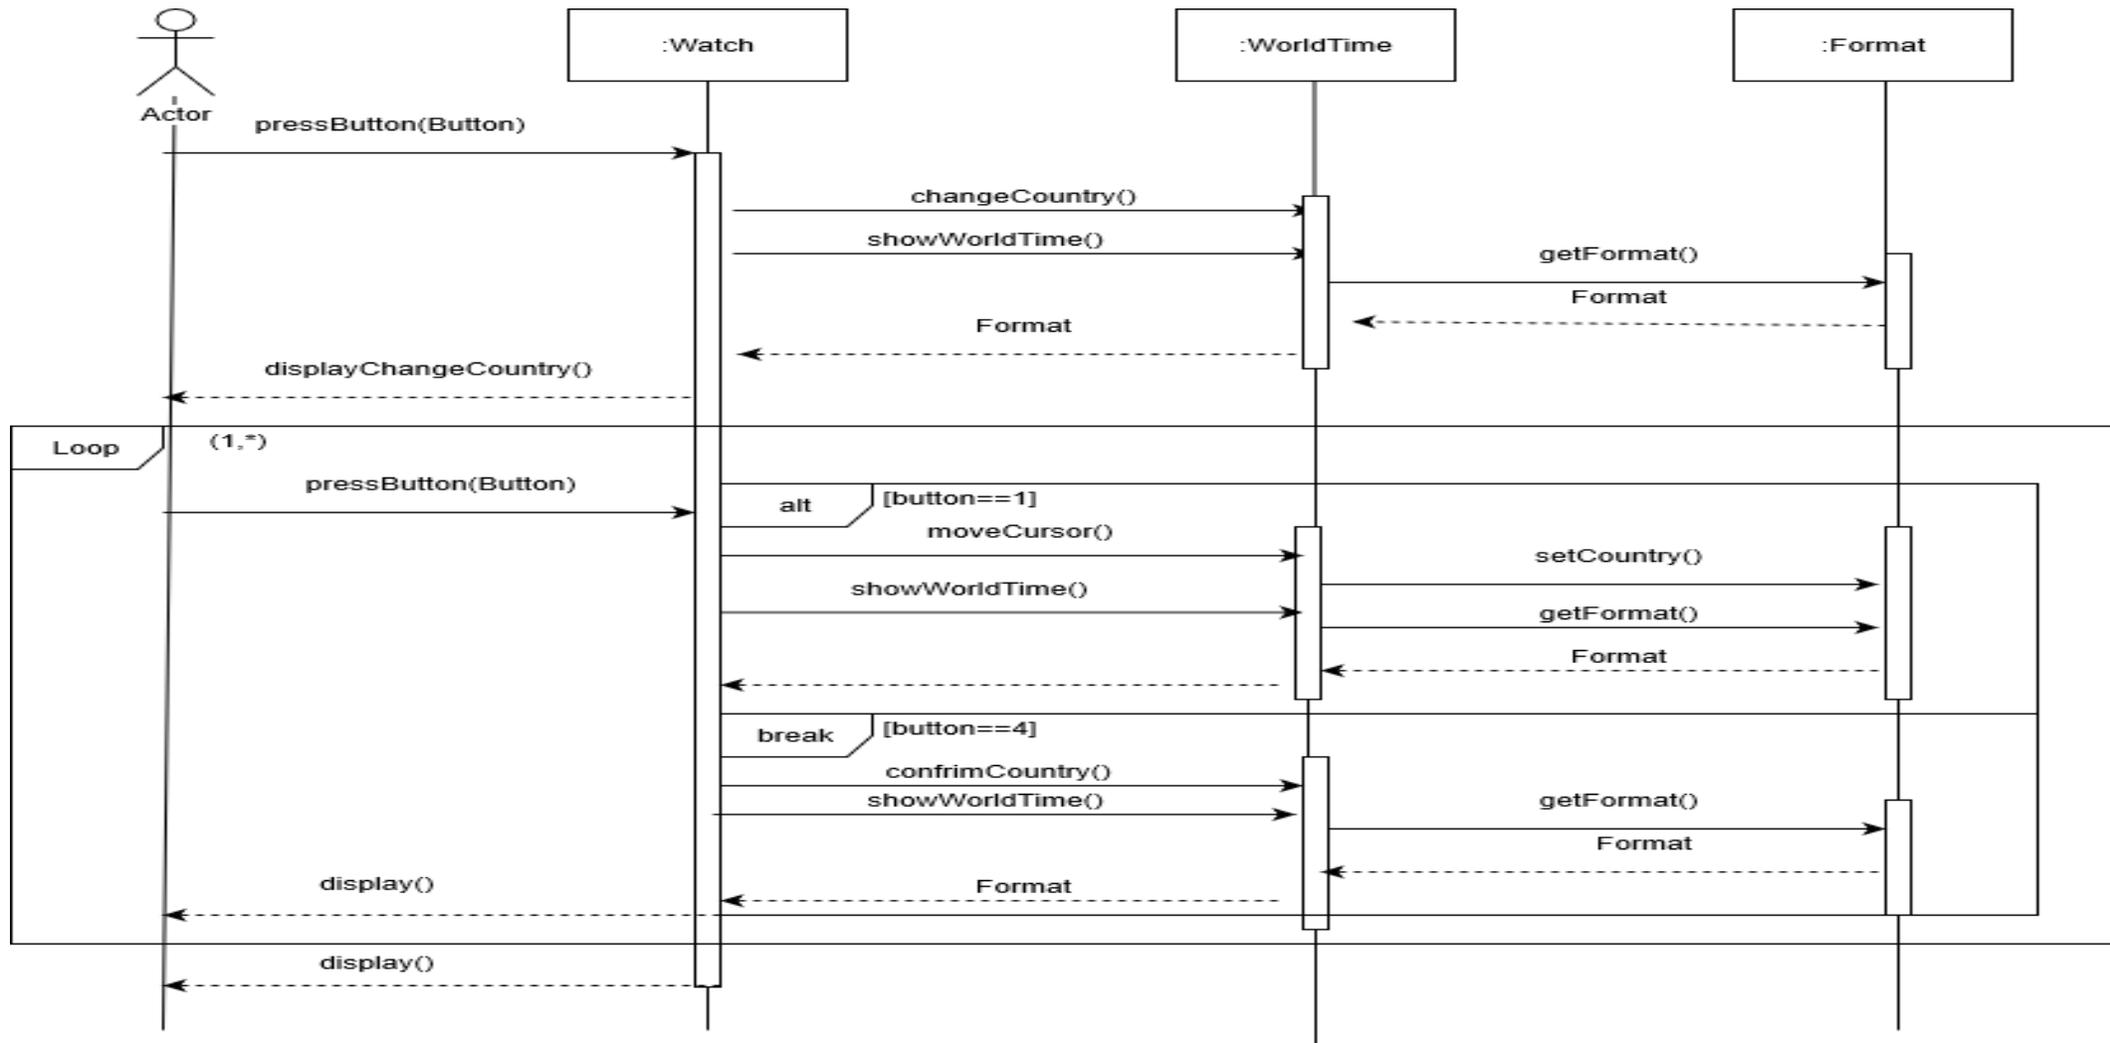 :Watch
:WorldTime
:Format
Actor
pressButton(Button)
changeCountry()
showWorldTime()
getFormat()
Format
Format
displayChangeCountry()
Loop
(1,*)
pressButton(Button)
alt
[button==1]
moveCursor()
setCountry()
showWorldTime()
getFormat()
Format
break
[button==4]
confrimCountry()
showWorldTime()
getFormat()
Format
display()
Format
display()